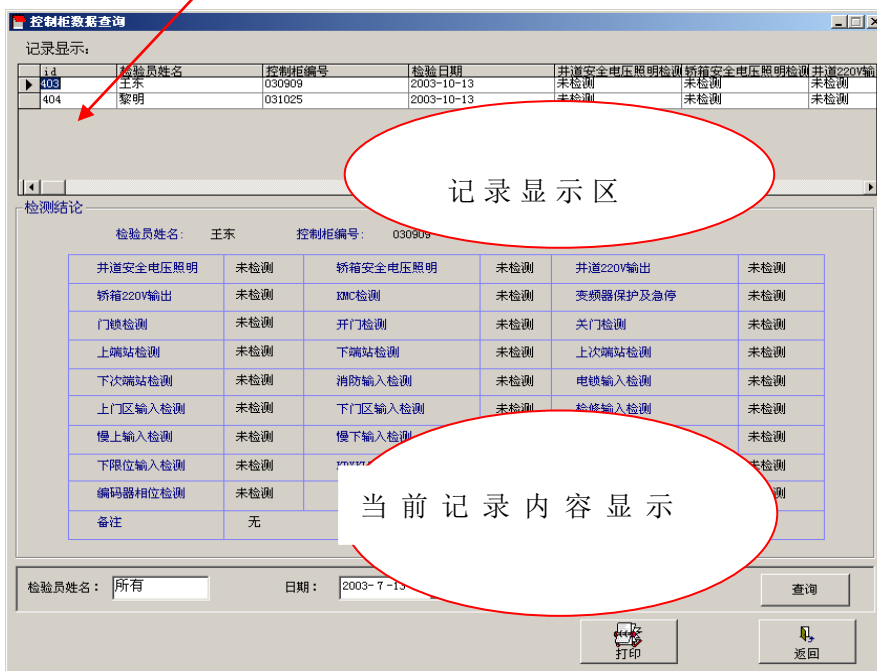 控制柜数据查询
记录显示：
id 检验员姓名 控制柜编号 检验日期 井道安全电压照明检测 轿箱安全电压照明检测 井道220V输
403 王东 030909 2003-10-13 未检测 未检测 未检测
404 黎明 031025 2003-10-13 未检测 未检测 未检测
记录显示区
检测结论
检验员姓名： 王东 控制柜编号： 030909
井道安全电压照明 未检测 轿箱安全电压照明 未检测 井道220V输出 未检测
轿箱220V输出 未检测 KMC检测 未检测 变频器保护及急停 未检测
门锁检测 未检测 开门检测 未检测 关门检测 未检测
上端站检测 未检测 下端站检测 未检测 上次端站检测 未检测
下次端站检测 未检测 消防输入检测 未检测 电锁输入检测 未检测
上门区输入检测 未检测 下门区输入检测 未检测 检修输入检测 未检测
慢上输入检测 未检测 慢下输入检测 未检测
下限位输入检测 未检测 未检测
编码器相位检测 未检测
当前记录内容显示
备注 无
检验员姓名： 所有 日期： 2003-7-13 查询
打印 返回